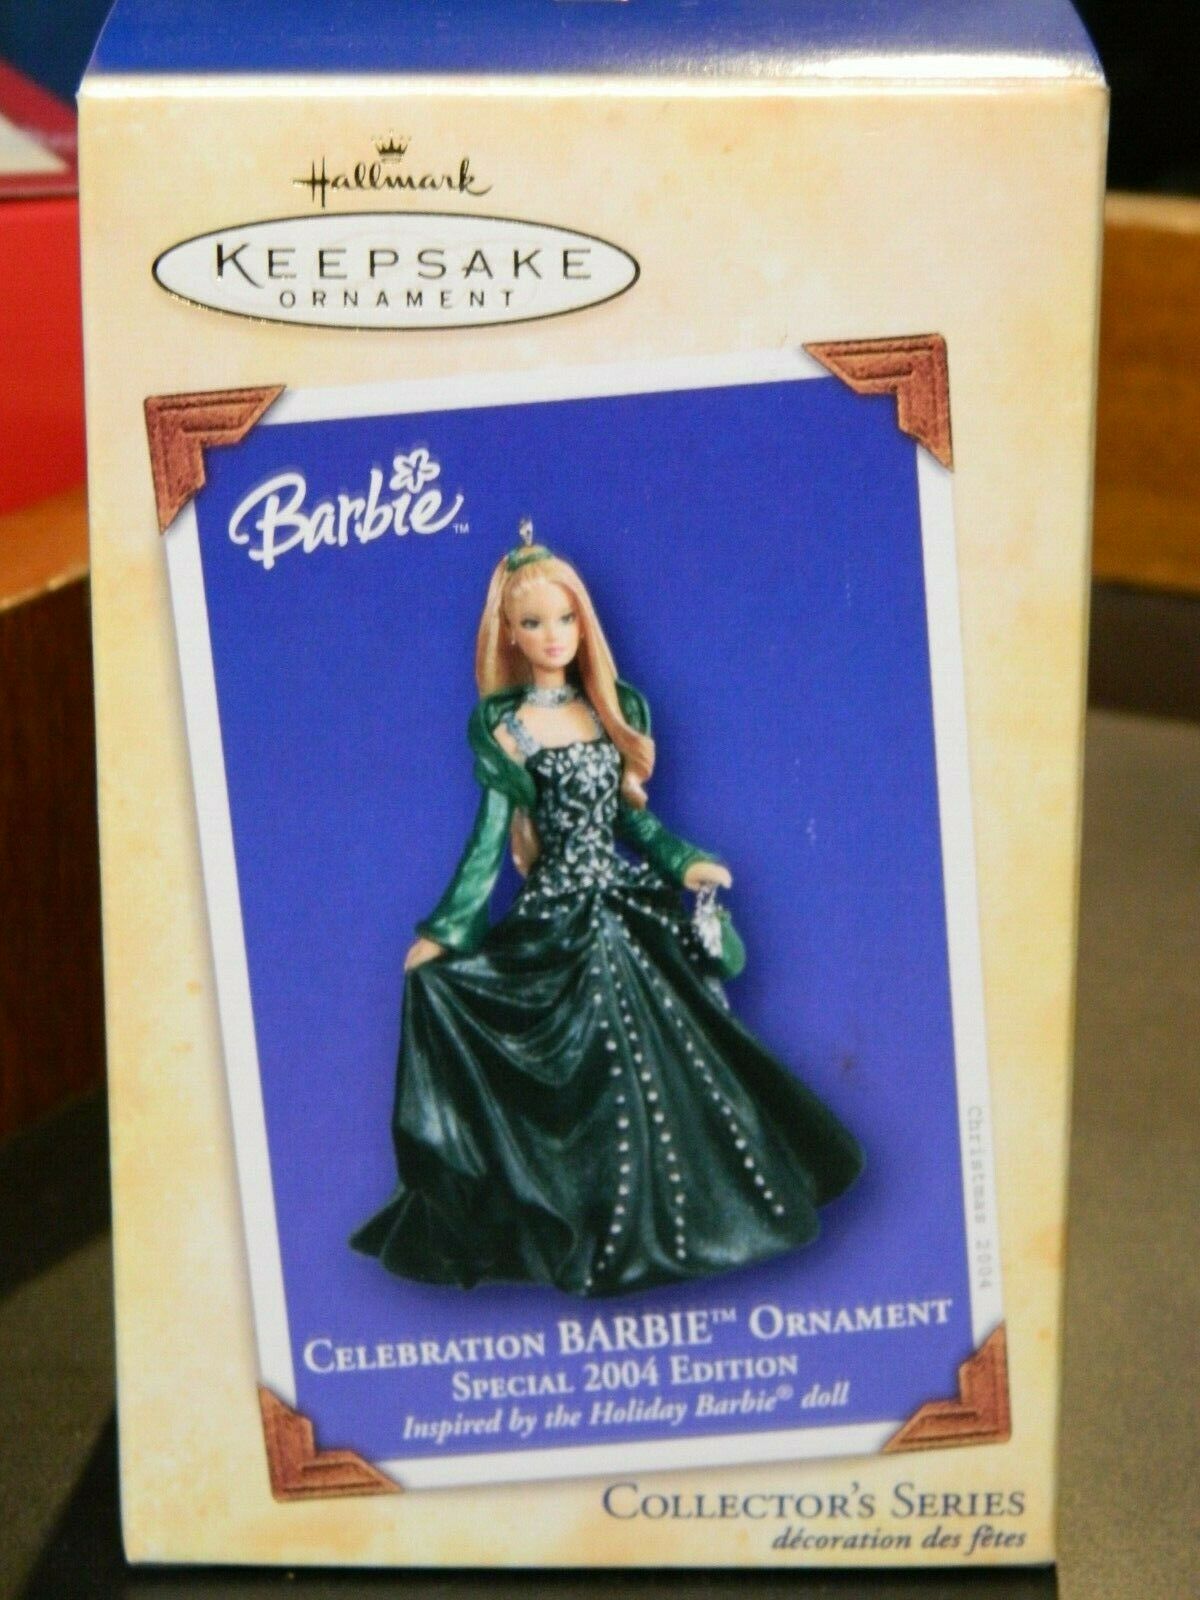 Hallmark
KEEPSAKE
ORNAMENT
Barbie™
Christmas 2004
CELEBRATION BARBIE™ ORNAMENT
SPECIAL 2004 EDITION
Inspired by the Holiday Barbie® doll
COLLECTOR'S SERIES
décoration des fêtes